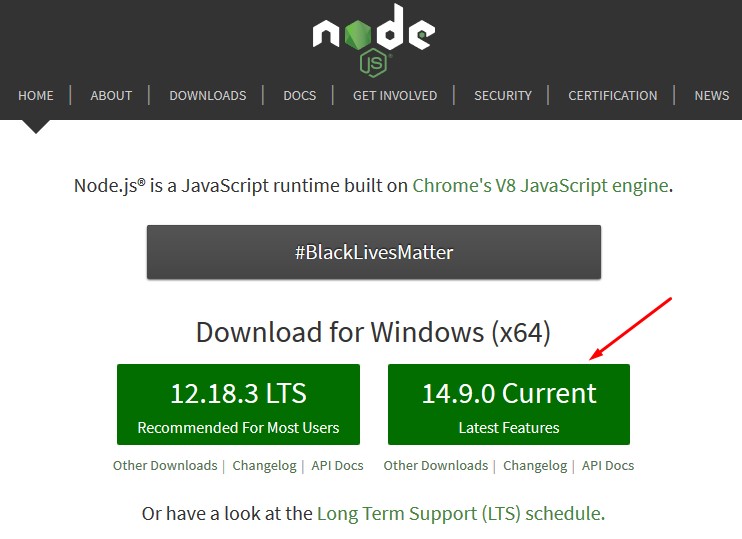 node
JS®
HOME | ABOUT | DOWNLOADS | DOCS | GET INVOLVED | SECURITY | CERTIFICATION | NEWS
Node.js® is a JavaScript runtime built on Chrome's V8 JavaScript engine.
#BlackLivesMatter
Download for Windows (x64)
12.18.3 LTS 14.9.0 Current
Recommended For Most Users Latest Features
Other Downloads | Changelog | API Docs Other Downloads | Changelog | API Docs
Or have a look at the Long Term Support (LTS) schedule.